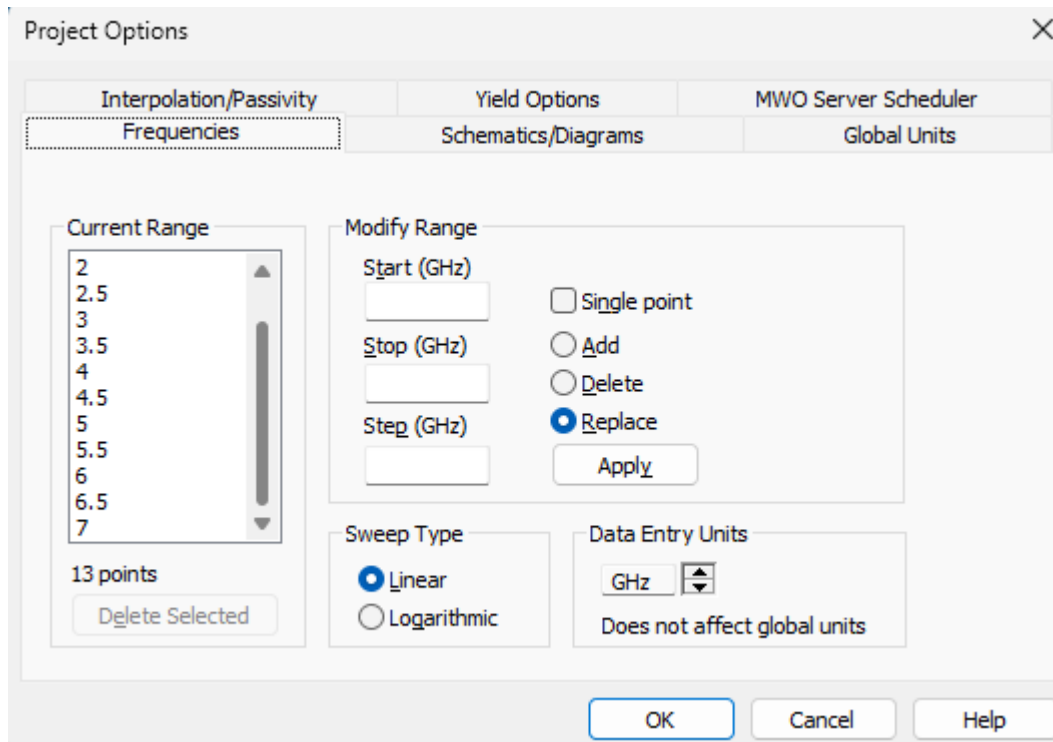 Project Options
Interpolation/Passivity
Yield Options
MWO Server Scheduler
Frequencies
Schematics/Diagrams
Global Units
Current Range
2
2.5
3
3.5
4
4.5
5
5.5
6
6.5
7
13 points
Delete Selected
Modify Range
Start (GHz)
Stop (GHz)
Step (GHz)
Single point
Add
Delete
Replace
Apply
Sweep Type
Linear
Logarithmic
Data Entry Units
GHz
Does not affect global units
OK
Cancel
Help